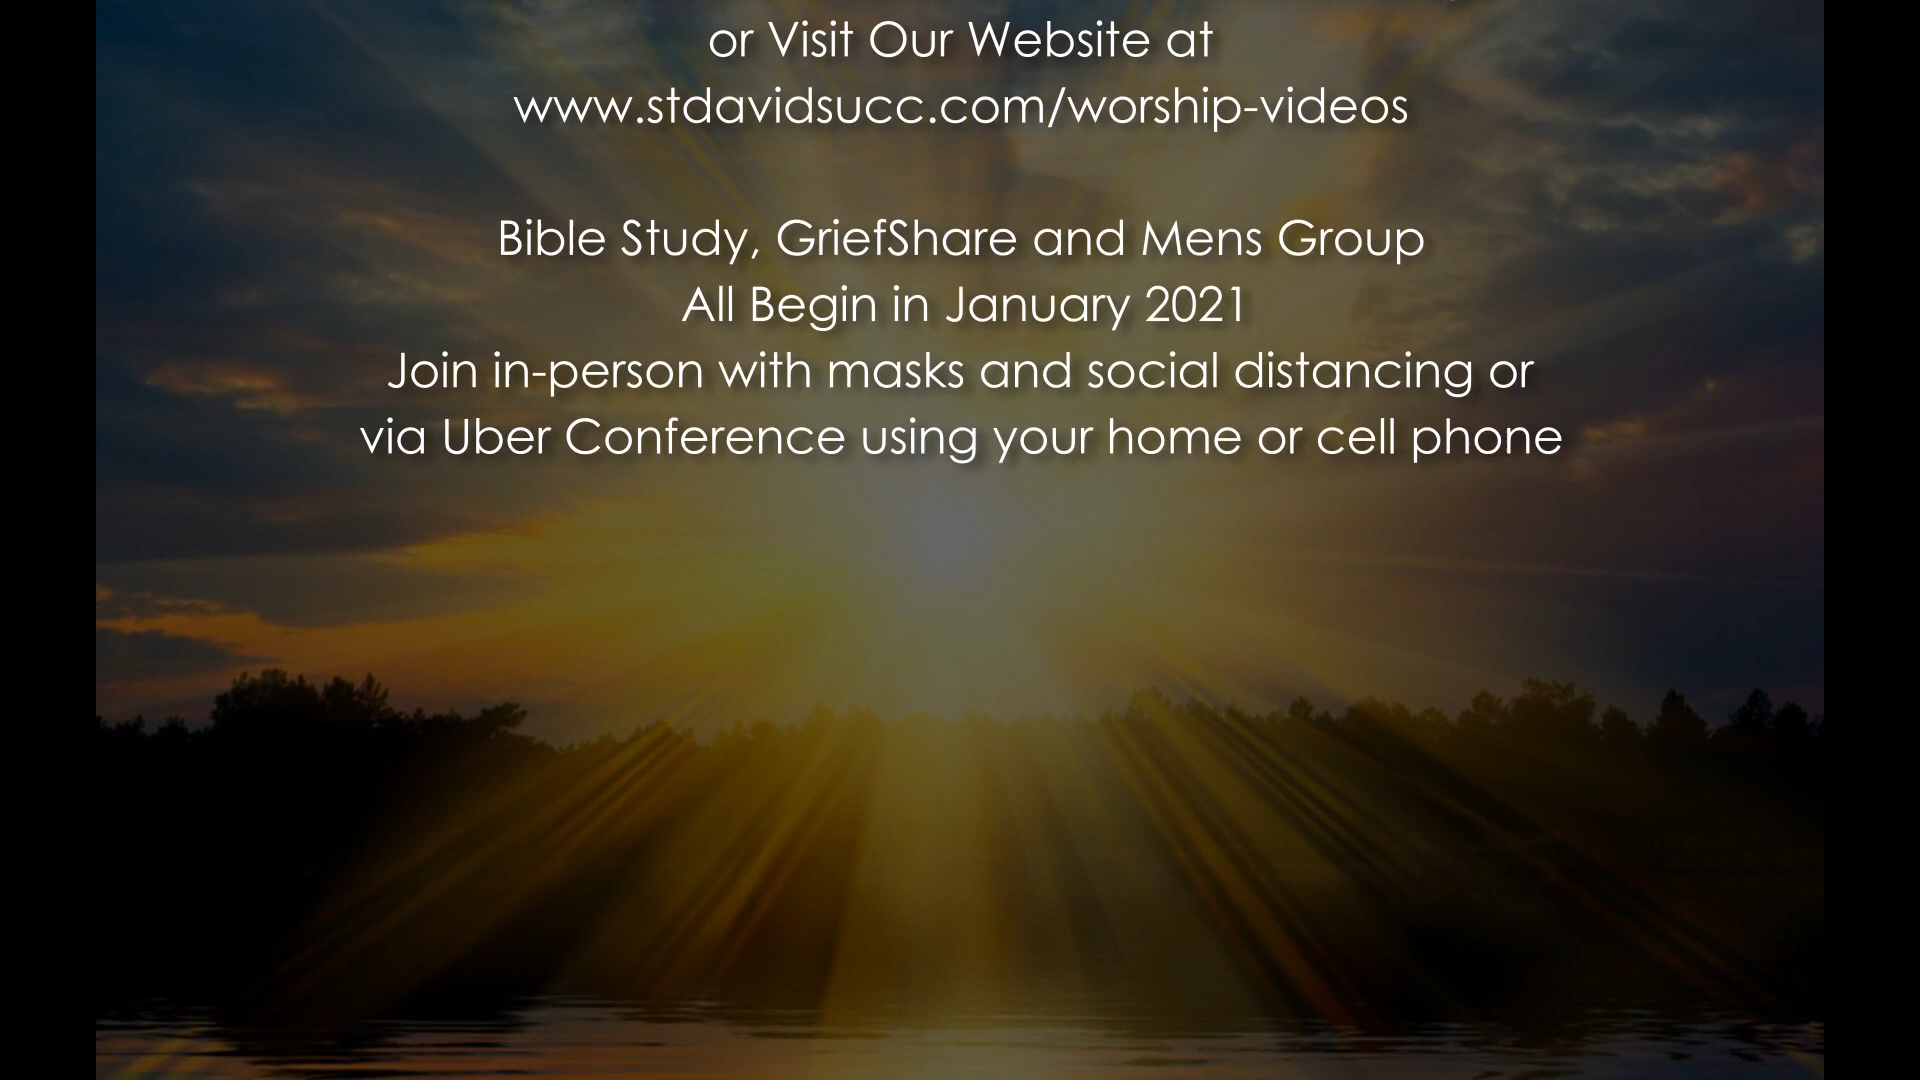 or Visit Our Website at
www.stdavidsucc.com/worship-videos
Bible Study, GriefShare and Mens Group
All Begin in January 2021
Join in-person with masks and social distancing or
via Uber Conference using your home or cell phone